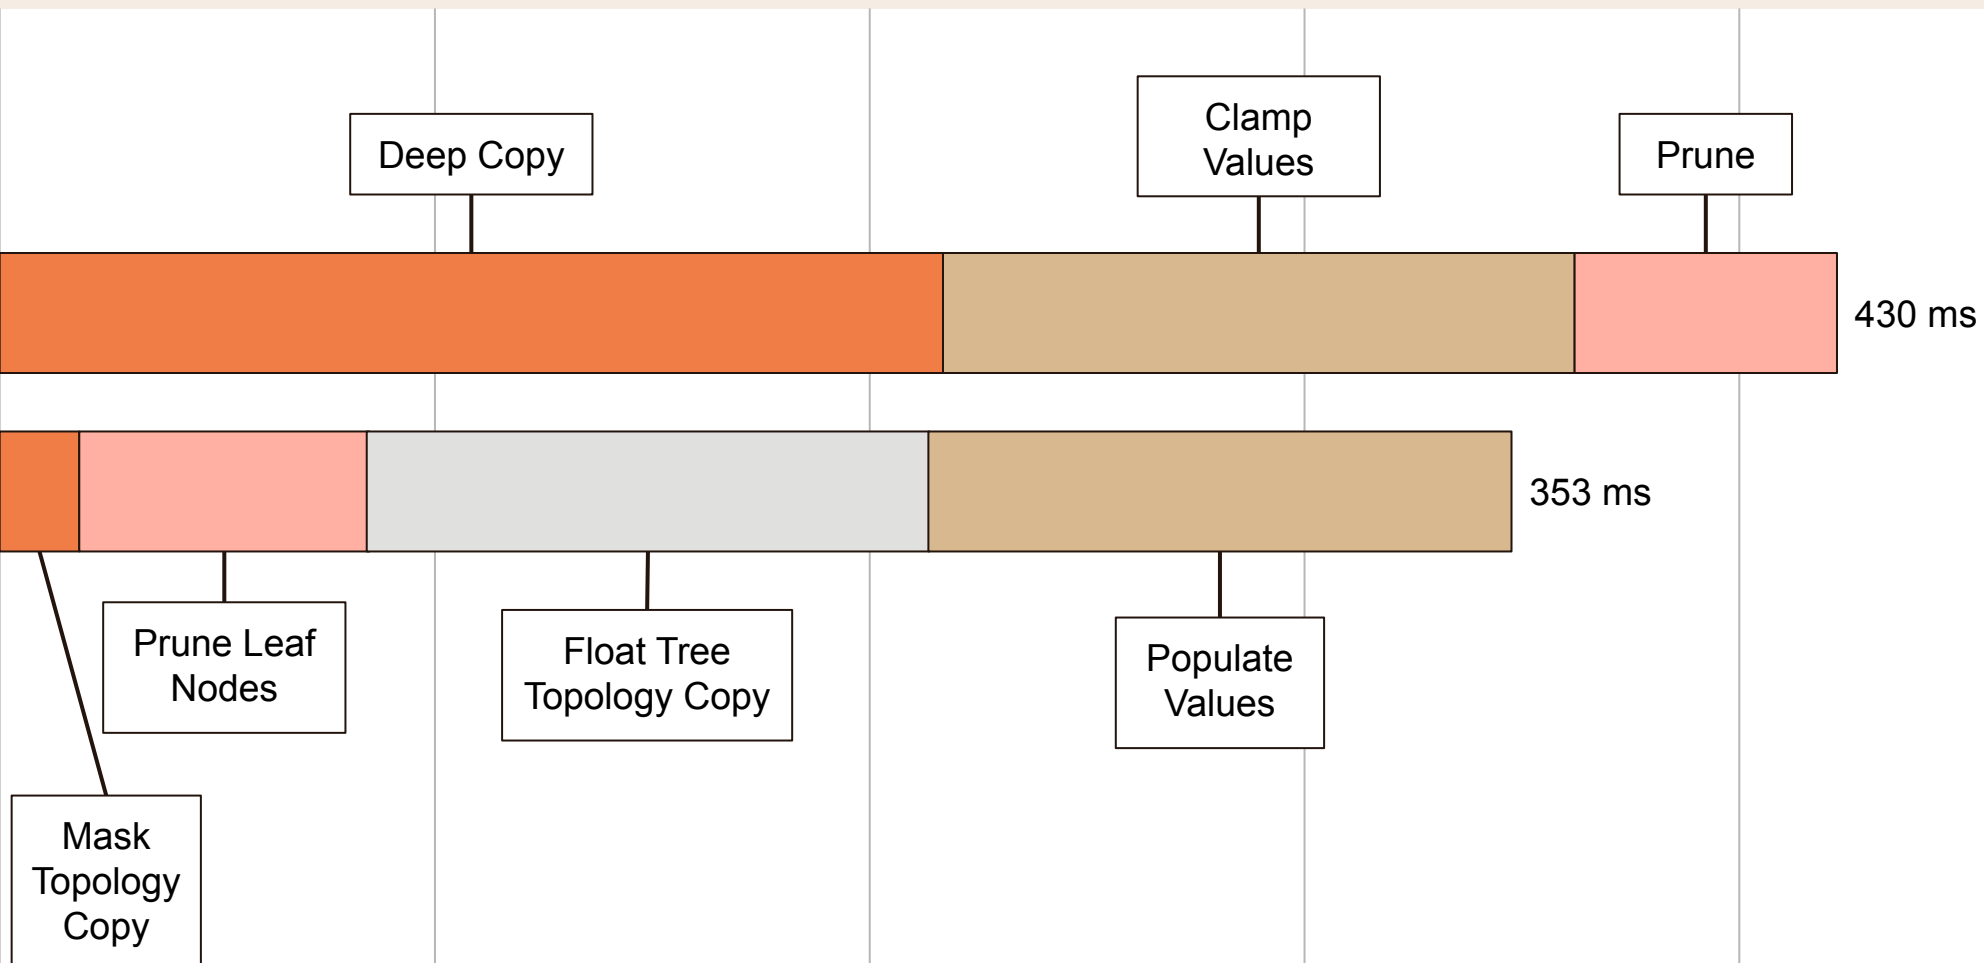 Deep Copy
Clamp
Values
Prune
430 ms
353 ms
Prune Leaf
Nodes
Float Tree
Topology Copy
Populate
Values
Mask
Topology
Copy